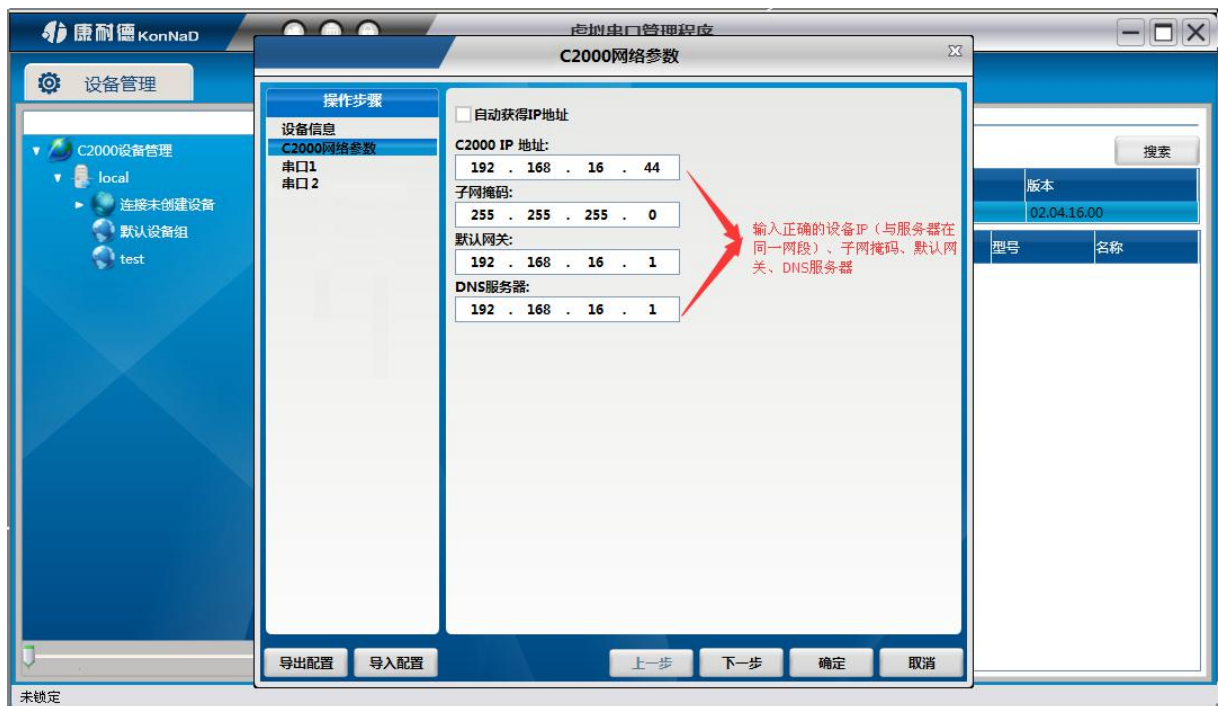 康耐德 KonNaD
虚拟串口管理程序
C2000网络参数
设备管理
C2000设备管理
local
连接未创建设备
默认设备组
test
操作步骤
设备信息
C2000网络参数
串口1
串口2
自动获得IP地址
C2000 IP 地址:
192 . 168 . 16 . 44
子网掩码:
255 . 255 . 255 . 0
默认网关:
192 . 168 . 16 . 1
DNS服务器:
192 . 168 . 16 . 1
输入正确的设备IP（与服务器在
同一网段）、子网掩码、默认网
关、DNS服务器
搜索
版本
02.04.16.00
型号 名称
导出配置 导入配置 上一步 下一步 确定 取消
未锁定